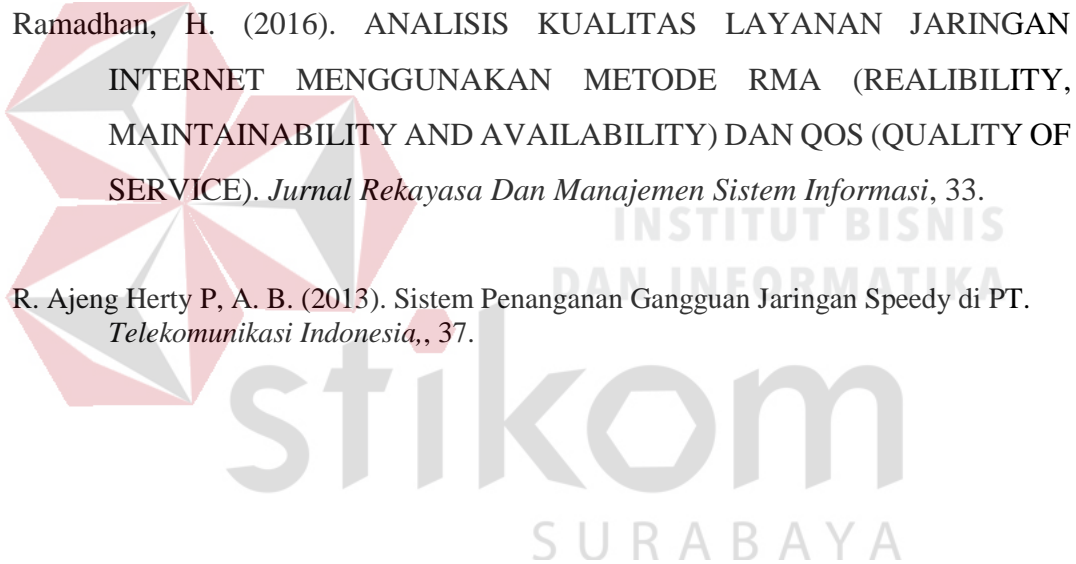 Ramadhan, H. (2016). ANALISIS KUALITAS LAYANAN JARINGAN
INTERNET MENGGUNAKAN METODE RMA (REALIBILITY,
MAINTAINABILITY AND AVAILABILITY) DAN QOS (QUALITY OF
SERVICE). Jurnal Rekayasa Dan Manajemen Sistem Informasi, 33.
INSTITUT BISNIS
DAN INFORMATIKA
R. Ajeng Herty P, A. B. (2013). Sistem Penanganan Gangguan Jaringan Speedy di PT.
Telekomunikasi Indonesia,, 37.
stikom
SURABAYA